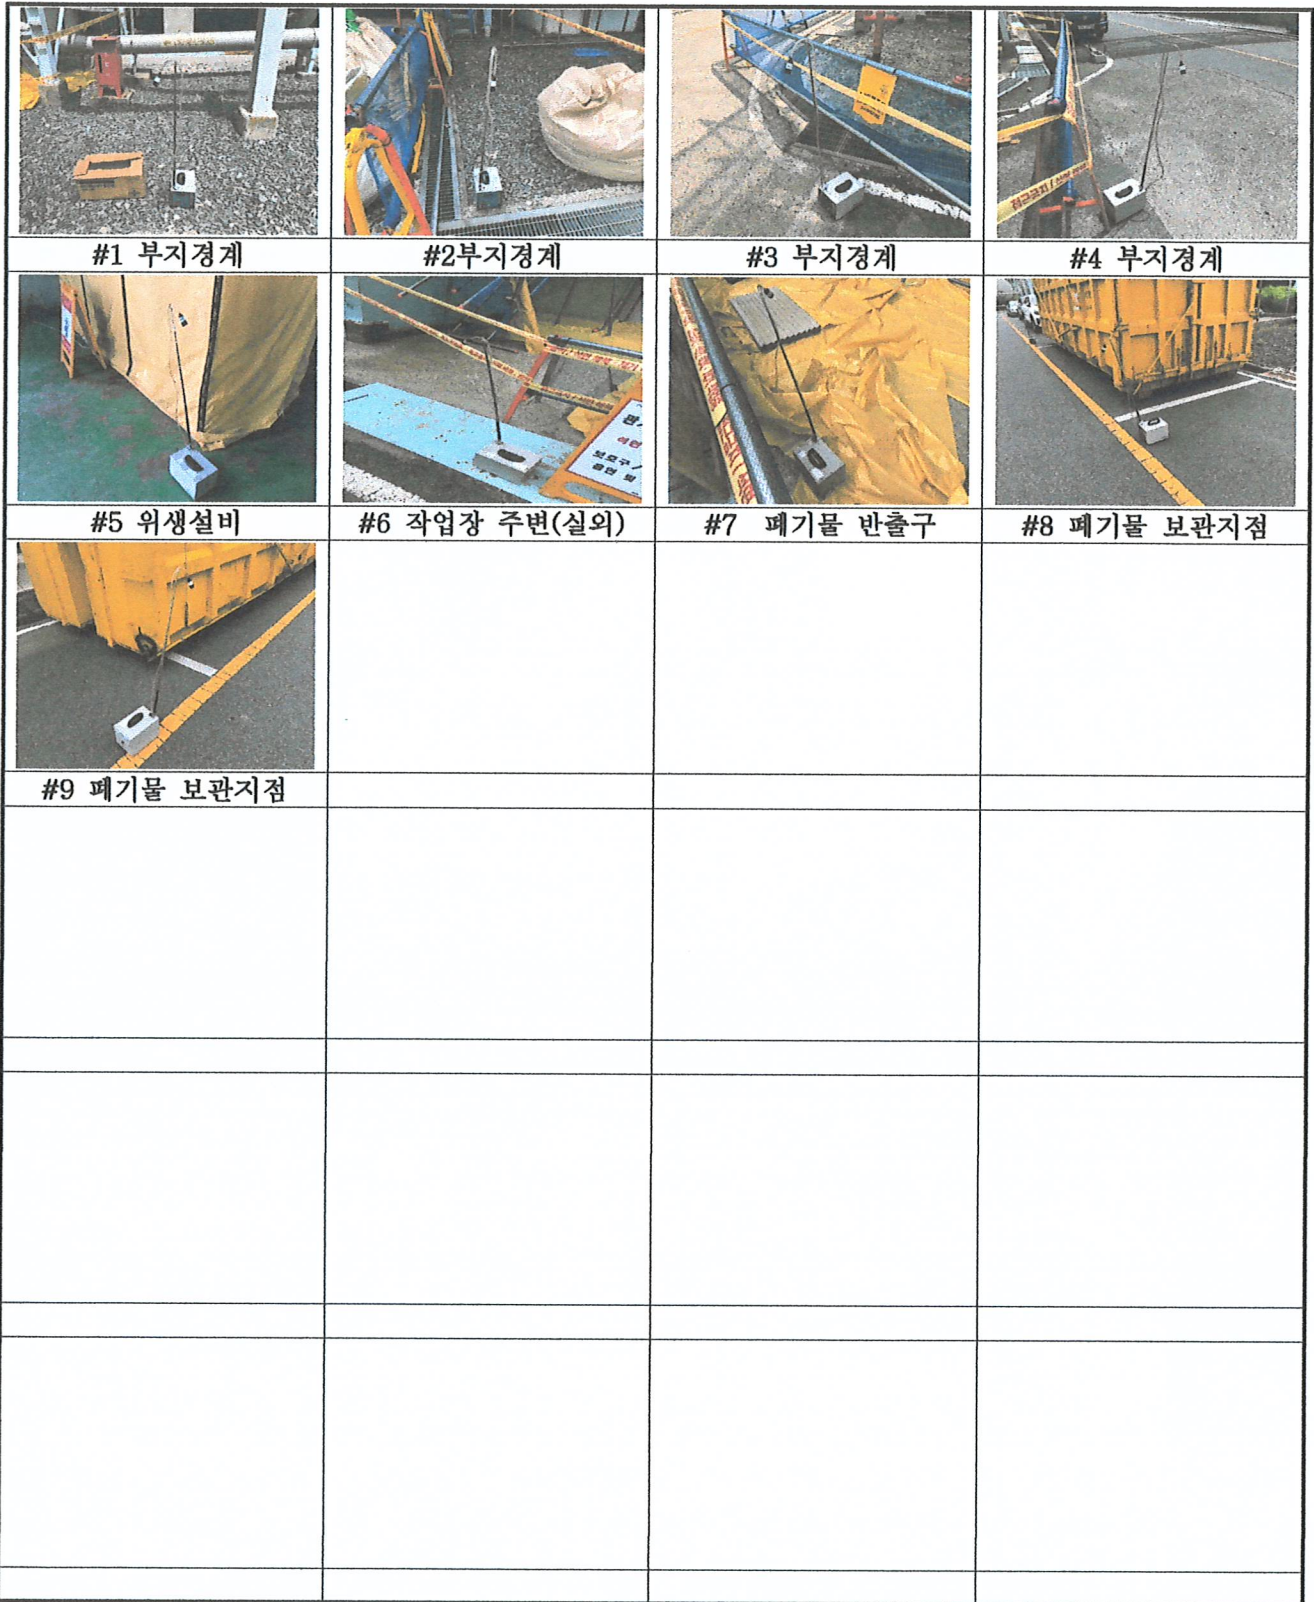 #1 부지경계
#2부지경계
#3 부지경계
#4 부지경계
#5 위생설비
#6 작업장 주변(실외)
#7 폐기물 반출구
#8 폐기물 보관지점
#9 폐기물 보관지점